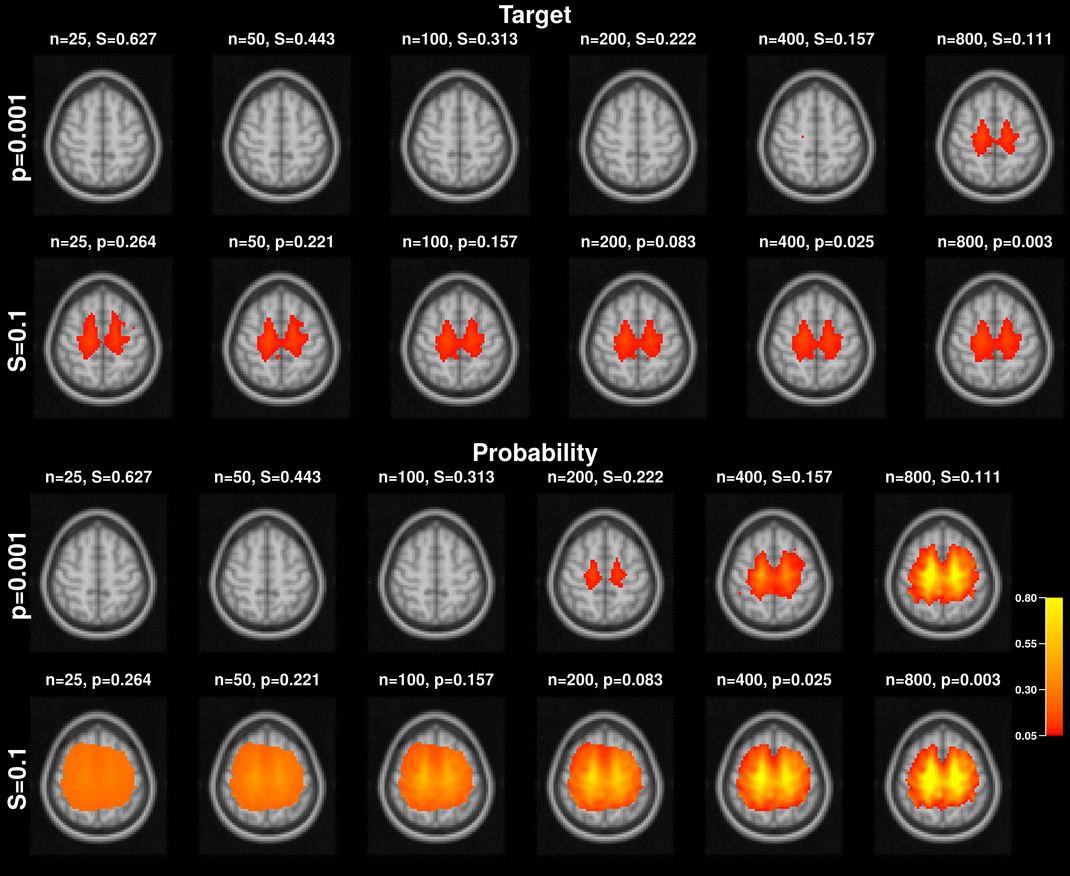 Target
n=25, S=0.627 n=50, S=0.443 n=100, S=0.313 n=200, S=0.222 n=400, S=0.157 n=800, S=0.111
p=0.001
n=25, p=0.264 n=50, p=0.221 n=100, p=0.157 n=200, p=0.083 n=400, p=0.025 n=800, p=0.003
S=0.1
Probability
n=25, S=0.627 n=50, S=0.443 n=100, S=0.313 n=200, S=0.222 n=400, S=0.157 n=800, S=0.111
p=0.001
0.80
0.55
0.30
0.05
n=25, p=0.264 n=50, p=0.221 n=100, p=0.157 n=200, p=0.083 n=400, p=0.025 n=800, p=0.003
S=0.1